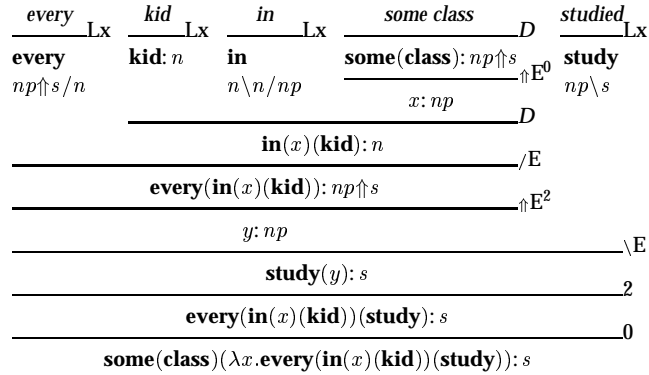 every kid in some class studied
Lx Lx Lx D Lx
every kid: n in some(class): np⇑s study
np⇑s/n n\n/np ⇑E⁰ np\s
x: np
D
in(x)(kid): n
/E
every(in(x)(kid)): np⇑s
⇑E²
y: np
\E
study(y): s
2
every(in(x)(kid))(study): s
0
some(class)(λx.every(in(x)(kid))(study)): s